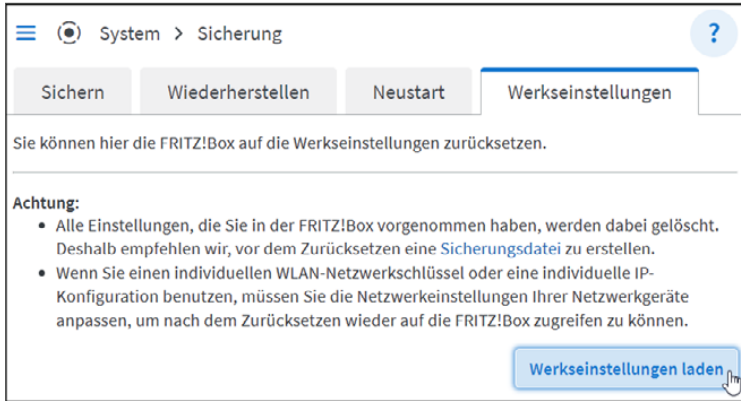 System > Sicherung
?
Sichern
Wiederherstellen
Neustart
Werkseinstellungen
Sie können hier die FRITZ!Box auf die Werkseinstellungen zurücksetzen.
Achtung:
• Alle Einstellungen, die Sie in der FRITZ!Box vorgenommen haben, werden dabei gelöscht.
Deshalb empfehlen wir, vor dem Zurücksetzen eine Sicherungsdatei zu erstellen.
• Wenn Sie einen individuellen WLAN-Netzwerkschlüssel oder eine individuelle IP-
Konfiguration benutzen, müssen Sie die Netzwerkeinstellungen Ihrer Netzwerkgeräte
anpassen, um nach dem Zurücksetzen wieder auf die FRITZ!Box zugreifen zu können.
Werkseinstellungen laden